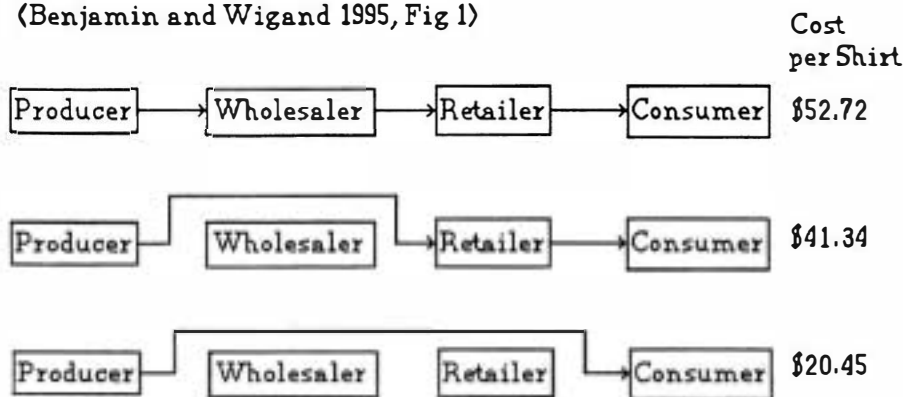 ⟨Benjamin and Wigand 1995, Fig 1⟩
Cost
per Shirt
Producer Wholesaler Retailer Consumer $52.72
Producer Wholesaler Retailer Consumer $41.34
Producer Wholesaler Retailer Consumer $20.45